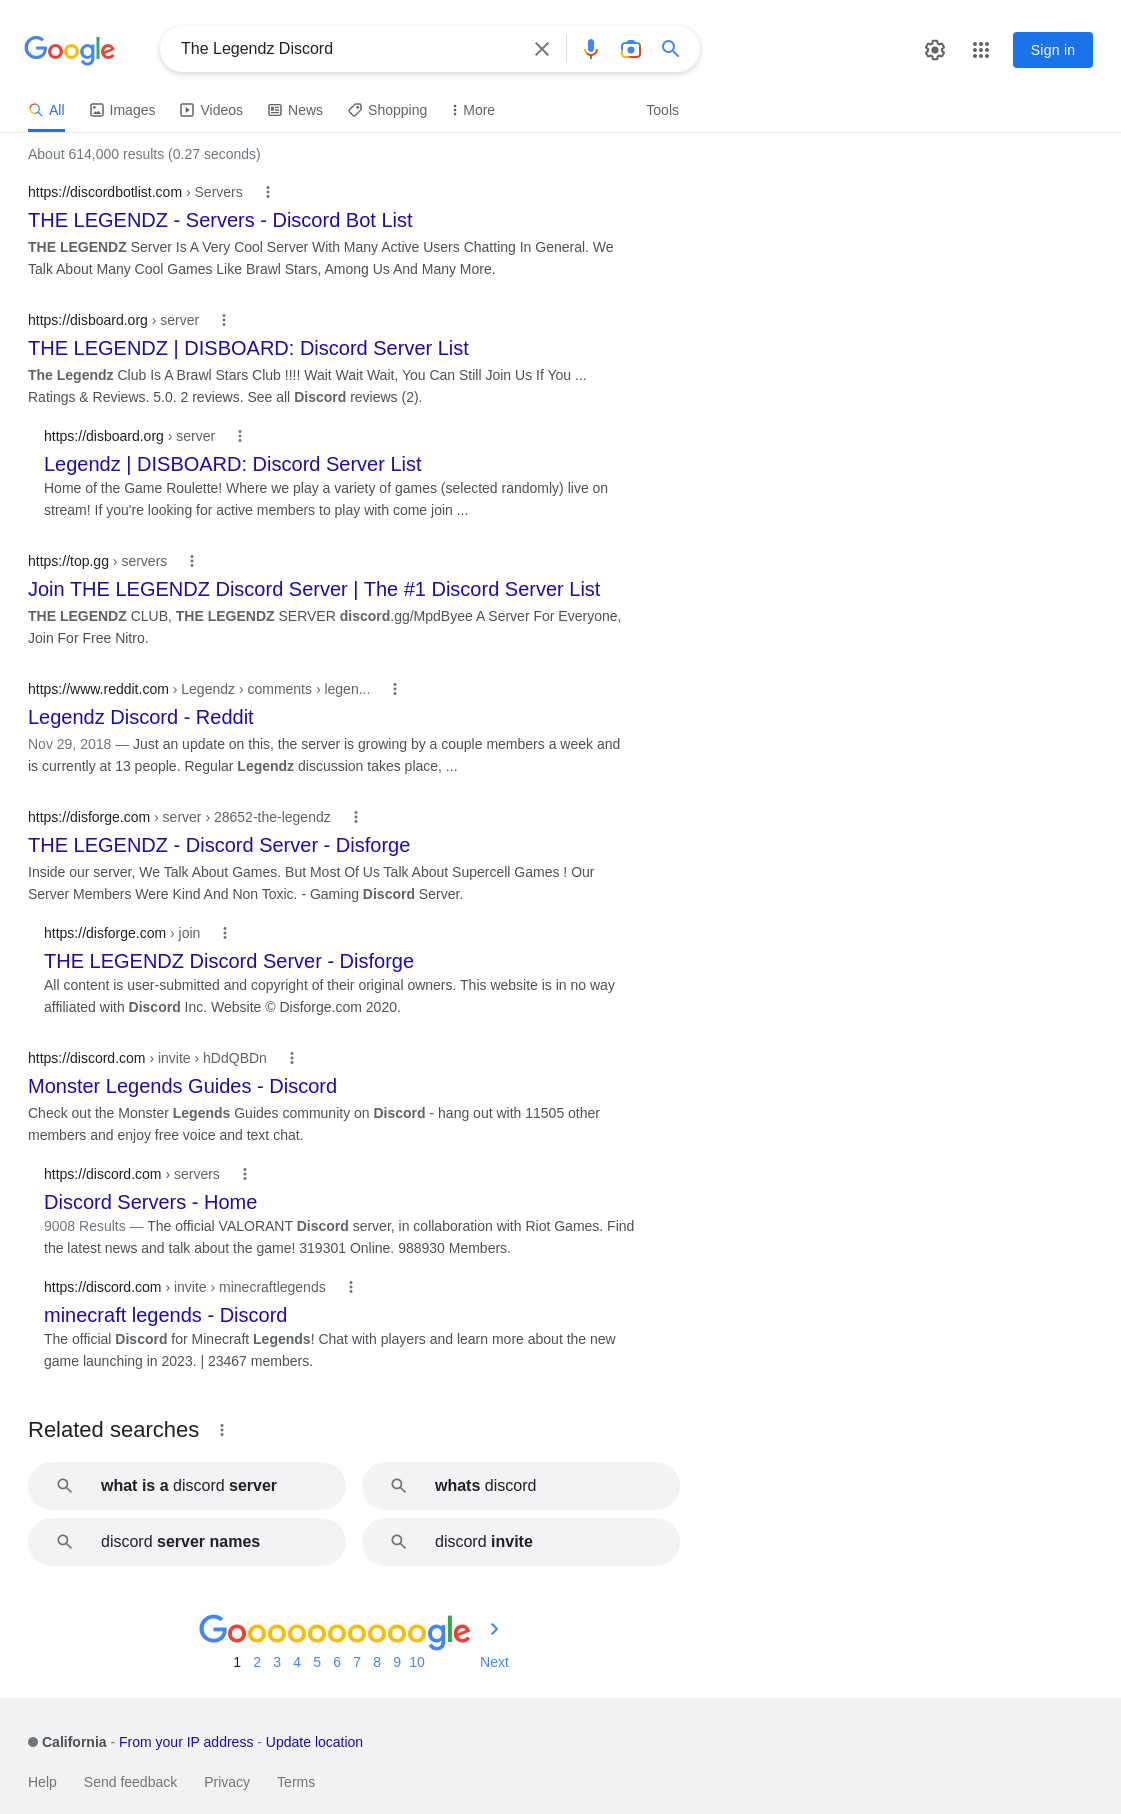 Google
The Legendz Discord
Sign in
All Images Videos News Shopping More Tools
About 614,000 results (0.27 seconds)
https://discordbotlist.com › Servers
THE LEGENDZ - Servers - Discord Bot List
THE LEGENDZ Server Is A Very Cool Server With Many Active Users Chatting In General. We
Talk About Many Cool Games Like Brawl Stars, Among Us And Many More.
https://disboard.org › server
THE LEGENDZ | DISBOARD: Discord Server List
The Legendz Club Is A Brawl Stars Club !!!! Wait Wait Wait, You Can Still Join Us If You ...
Ratings & Reviews. 5.0. 2 reviews. See all Discord reviews (2).
https://disboard.org › server
Legendz | DISBOARD: Discord Server List
Home of the Game Roulette! Where we play a variety of games (selected randomly) live on
stream! If you're looking for active members to play with come join ...
https://top.gg › servers
Join THE LEGENDZ Discord Server | The #1 Discord Server List
THE LEGENDZ CLUB, THE LEGENDZ SERVER discord.gg/MpdByee A Server For Everyone,
Join For Free Nitro.
https://www.reddit.com › Legendz › comments › legen...
Legendz Discord - Reddit
Nov 29, 2018 — Just an update on this, the server is growing by a couple members a week and
is currently at 13 people. Regular Legendz discussion takes place, ...
https://disforge.com › server › 28652-the-legendz
THE LEGENDZ - Discord Server - Disforge
Inside our server, We Talk About Games. But Most Of Us Talk About Supercell Games ! Our
Server Members Were Kind And Non Toxic. - Gaming Discord Server.
https://disforge.com › join
THE LEGENDZ Discord Server - Disforge
All content is user-submitted and copyright of their original owners. This website is in no way
affiliated with Discord Inc. Website © Disforge.com 2020.
https://discord.com › invite › hDdQBDn
Monster Legends Guides - Discord
Check out the Monster Legends Guides community on Discord - hang out with 11505 other
members and enjoy free voice and text chat.
https://discord.com › servers
Discord Servers - Home
9008 Results — The official VALORANT Discord server, in collaboration with Riot Games. Find
the latest news and talk about the game! 319301 Online. 988930 Members.
https://discord.com › invite › minecraftlegends
minecraft legends - Discord
The official Discord for Minecraft Legends! Chat with players and learn more about the new
game launching in 2023. | 23467 members.
Related searches
what is a discord server
whats discord
discord server names
discord invite
Goooooooooogle
1 2 3 4 5 6 7 8 9 10 Next
California - From your IP address - Update location
Help Send feedback Privacy Terms